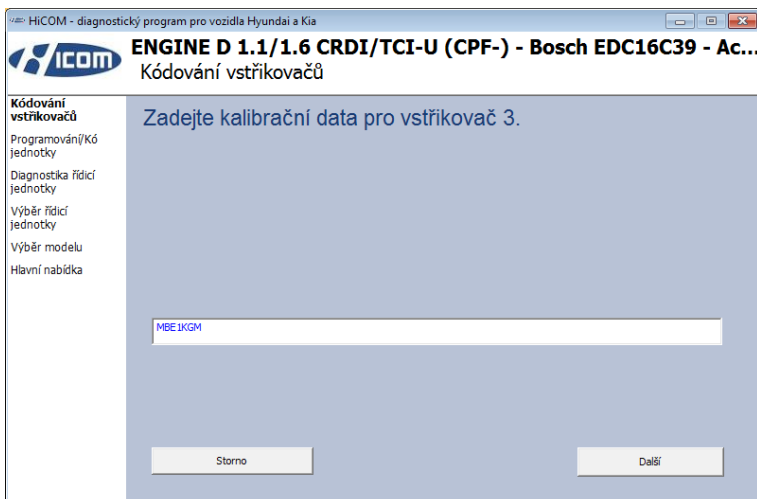 HiCOM - diagnostický program pro vozidla Hyundai a Kia
HICOM
ENGINE D 1.1/1.6 CRDI/TCI-U (CPF-) - Bosch EDC16C39 - Ac...
Kódování vstřikovačů
Kódování
vstřikovačů
Programování/Kó
jednotky
Diagnostika řídicí
jednotky
Výběr řídicí
jednotky
Výběr modelu
Hlavní nabídka
Zadejte kalibrační data pro vstřikovač 3.
MBE1KGM
Storno
Další